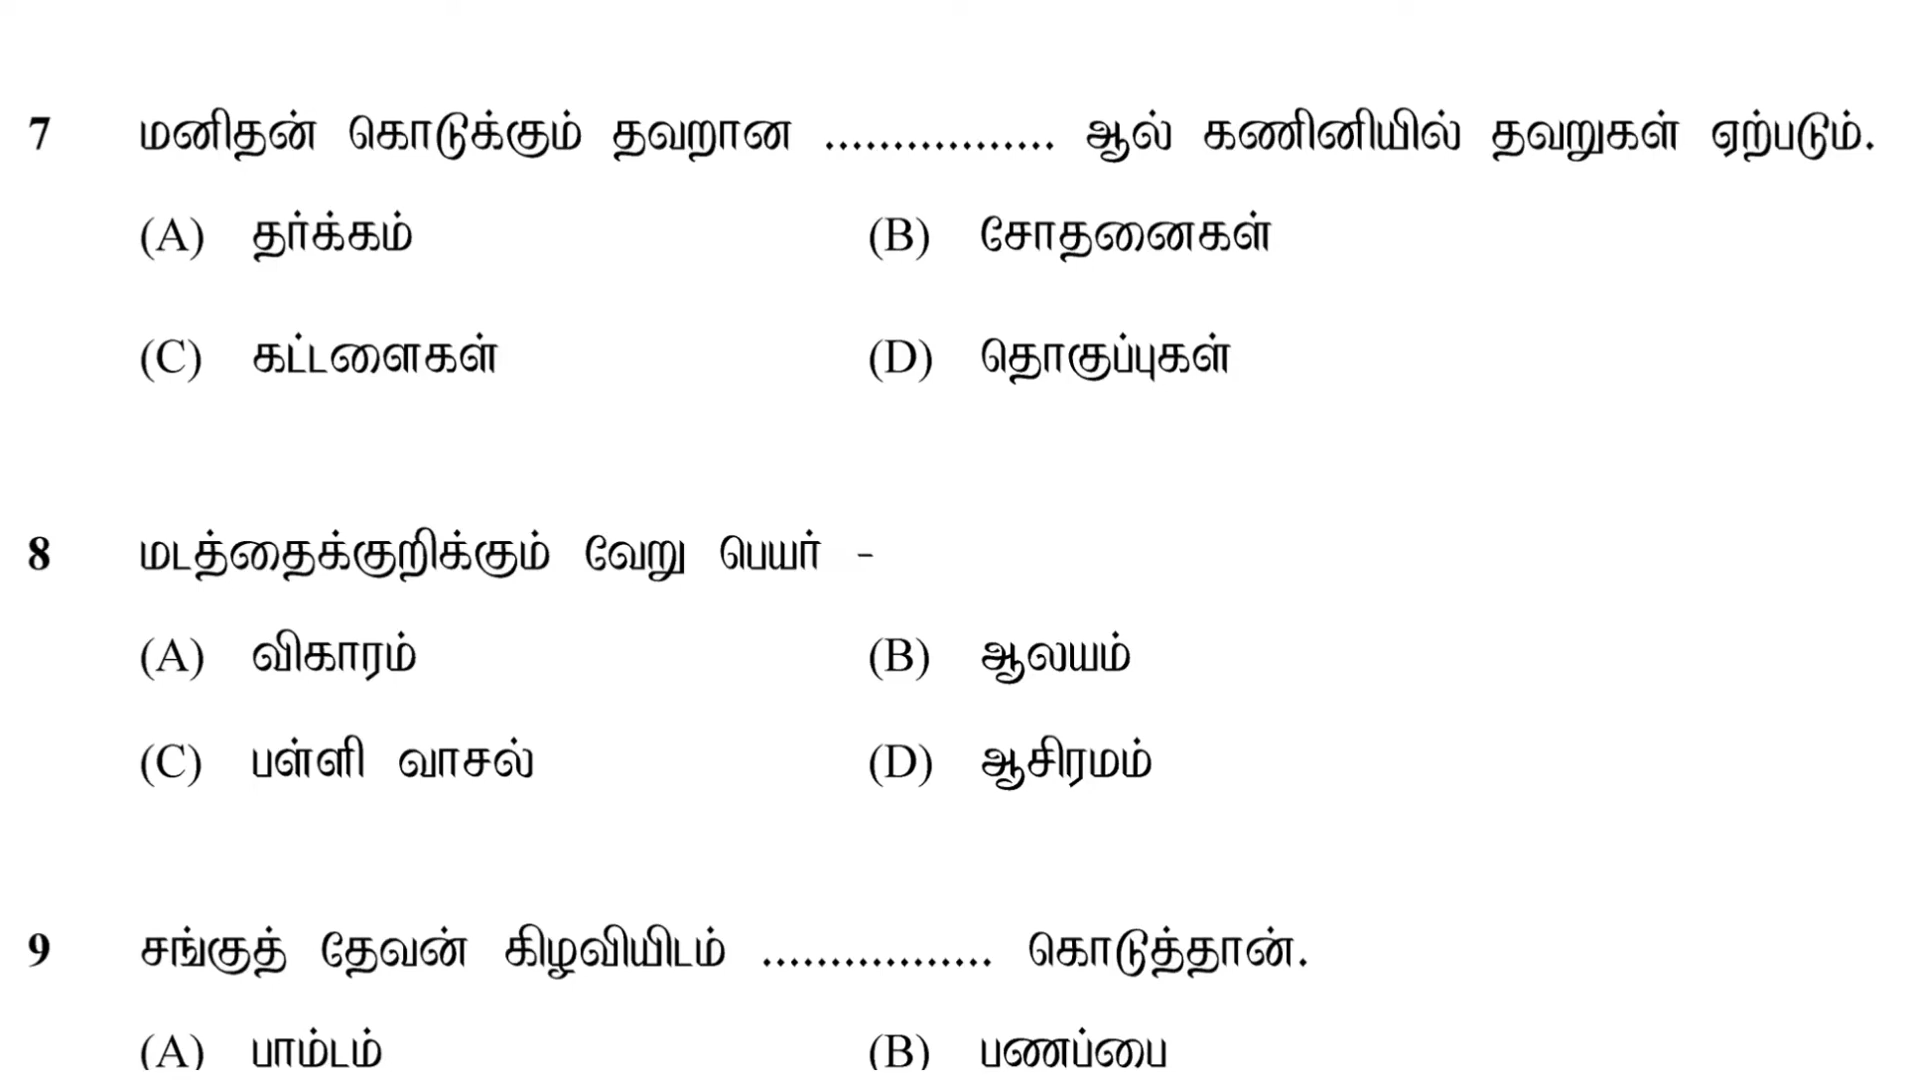 7 மனிதன் கொடுக்கும் தவறான ................. ஆல் கணினியில் தவறுகள் ஏற்படும்.
(A) தர்க்கம் (B) சோதனைகள்
(C) கட்டளைகள் (D) தொகுப்புகள்
8 மடத்தைக்குறிக்கும் வேறு பெயர் -
(A) விகாரம் (B) ஆலயம்
(C) பள்ளி வாசல் (D) ஆசிரமம்
9 சங்குத் தேவன் கிழவியிடம் ................. கொடுத்தான்.
(A) பாம்டம் (B) பணப்பை